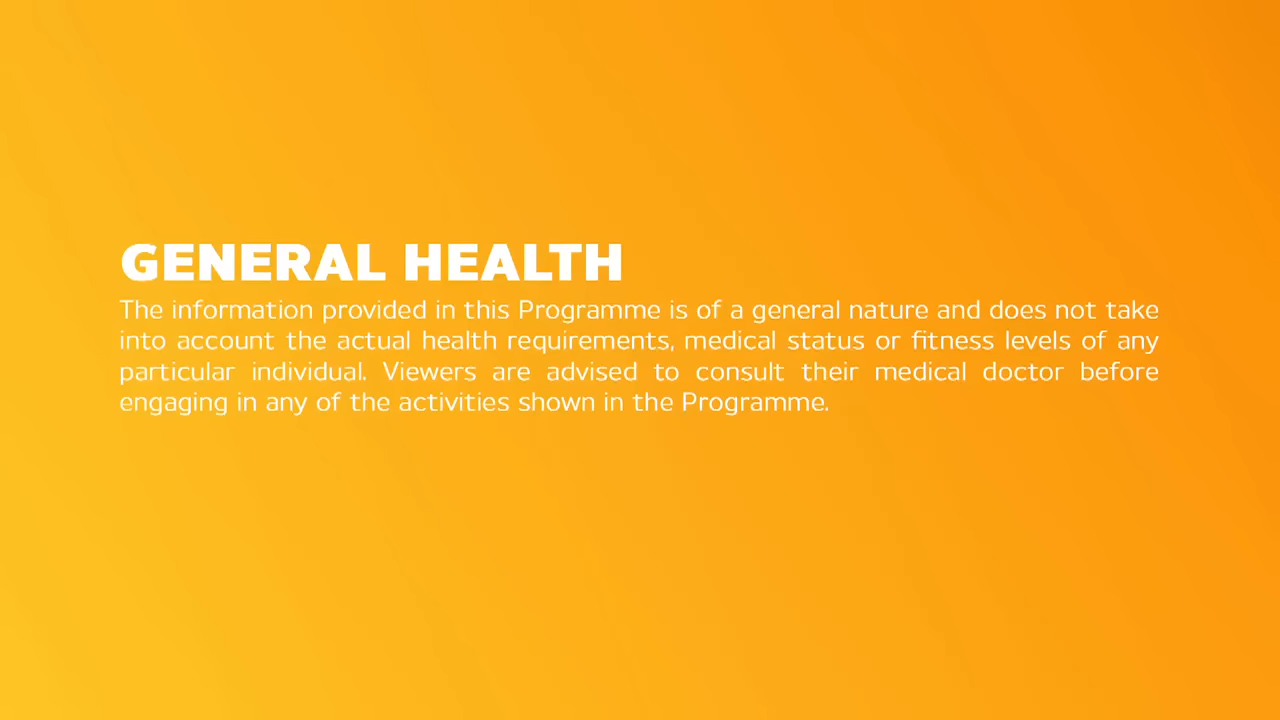 GENERAL HEALTH
The information provided in this Programme is of a general nature and does not take
into account the actual health requirements, medical status or fitness levels of any
particular individual. Viewers are advised to consult their medical doctor before
engaging in any of the activities shown in the Programme.